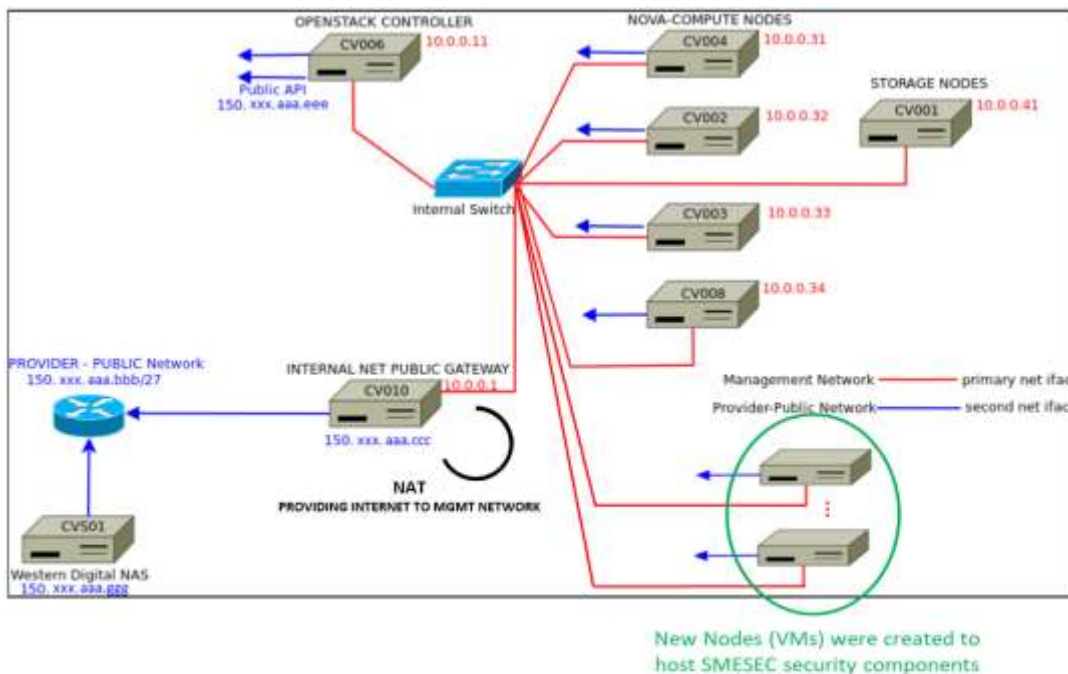 OPENSTACK CONTROLLER
CV006
10.0.0.11
Public API
150. xxx. aaa.eee
NOVA-COMPUTE NODES
CV004
10.0.0.31
STORAGE NODES
CV002
10.0.0.32
CV001
10.0.0.41
Internal Switch
CV003
10.0.0.33
CV008
10.0.0.34
PROVIDER - PUBLIC Network
150. xxx. aaa.bbb/27
INTERNAL NET PUBLIC GATEWAY
CV010
10.0.0.1
150. xxx. aaa.ccc
Management Network
primary net ifac
Provider-Public Network
second net ifac
NAT
PROVIDING INTERNET TO MGMT NETWORK
CVS01
Western Digital NAS
150. xxx. aaa.ggg
New Nodes (VMs) were created to
host SMESEC security components